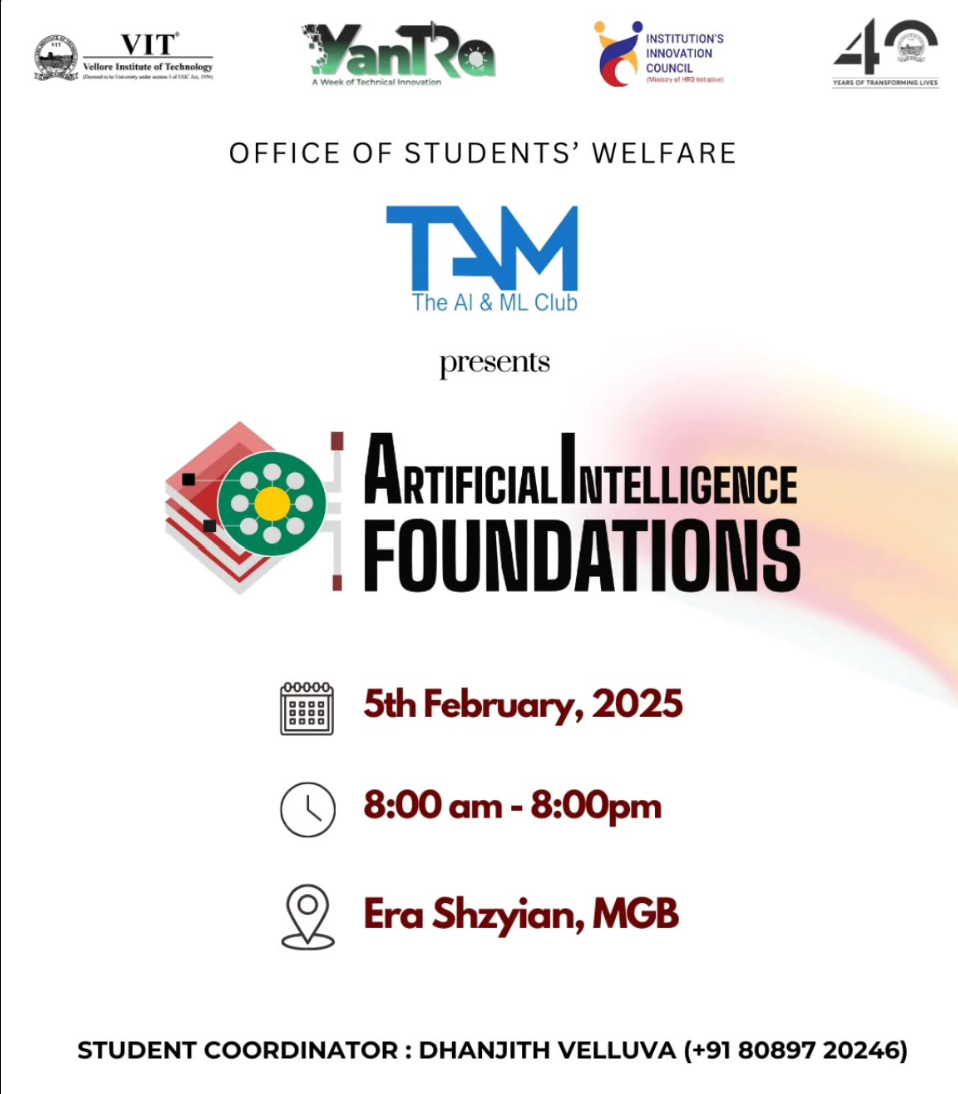 VIT®
Vellore Institute of Technology
(Deemed to be University under section 3 of UGC Act, 1956)
YanTRa
A Week of Technical Innovation
INSTITUTION'S
INNOVATION
COUNCIL
(Ministry of HRD Initiative)
40
YEARS OF TRANSFORMING LIVES
OFFICE OF STUDENTS’ WELFARE
TAM
The AI & ML Club
presents
ARTIFICIAL INTELLIGENCE
FOUNDATIONS
5th February, 2025
8:00 am - 8:00pm
Era Shzyian, MGB
STUDENT COORDINATOR : DHANJITH VELLUVA (+91 80897 20246)